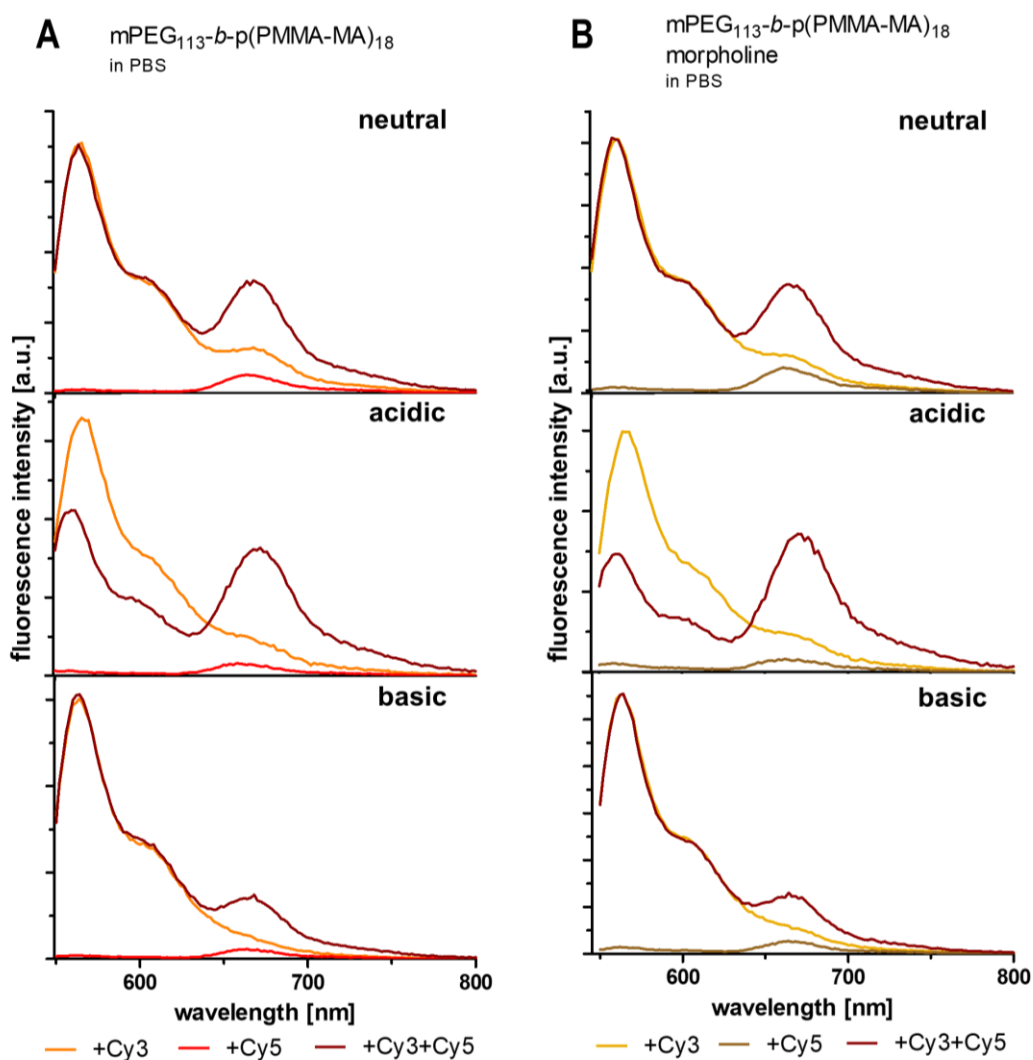 A
mPEG113-b-p(PMMA-MA)18
in PBS
neutral
acidic
basic
fluorescence intensity [a.u.]
600
700
800
wavelength [nm]
+Cy3
+Cy5
+Cy3+Cy5
B
mPEG113-b-p(PMMA-MA)18
morpholine
in PBS
neutral
acidic
basic
fluorescence intensity [a.u.]
600
700
800
wavelength [nm]
+Cy3
+Cy5
+Cy3+Cy5